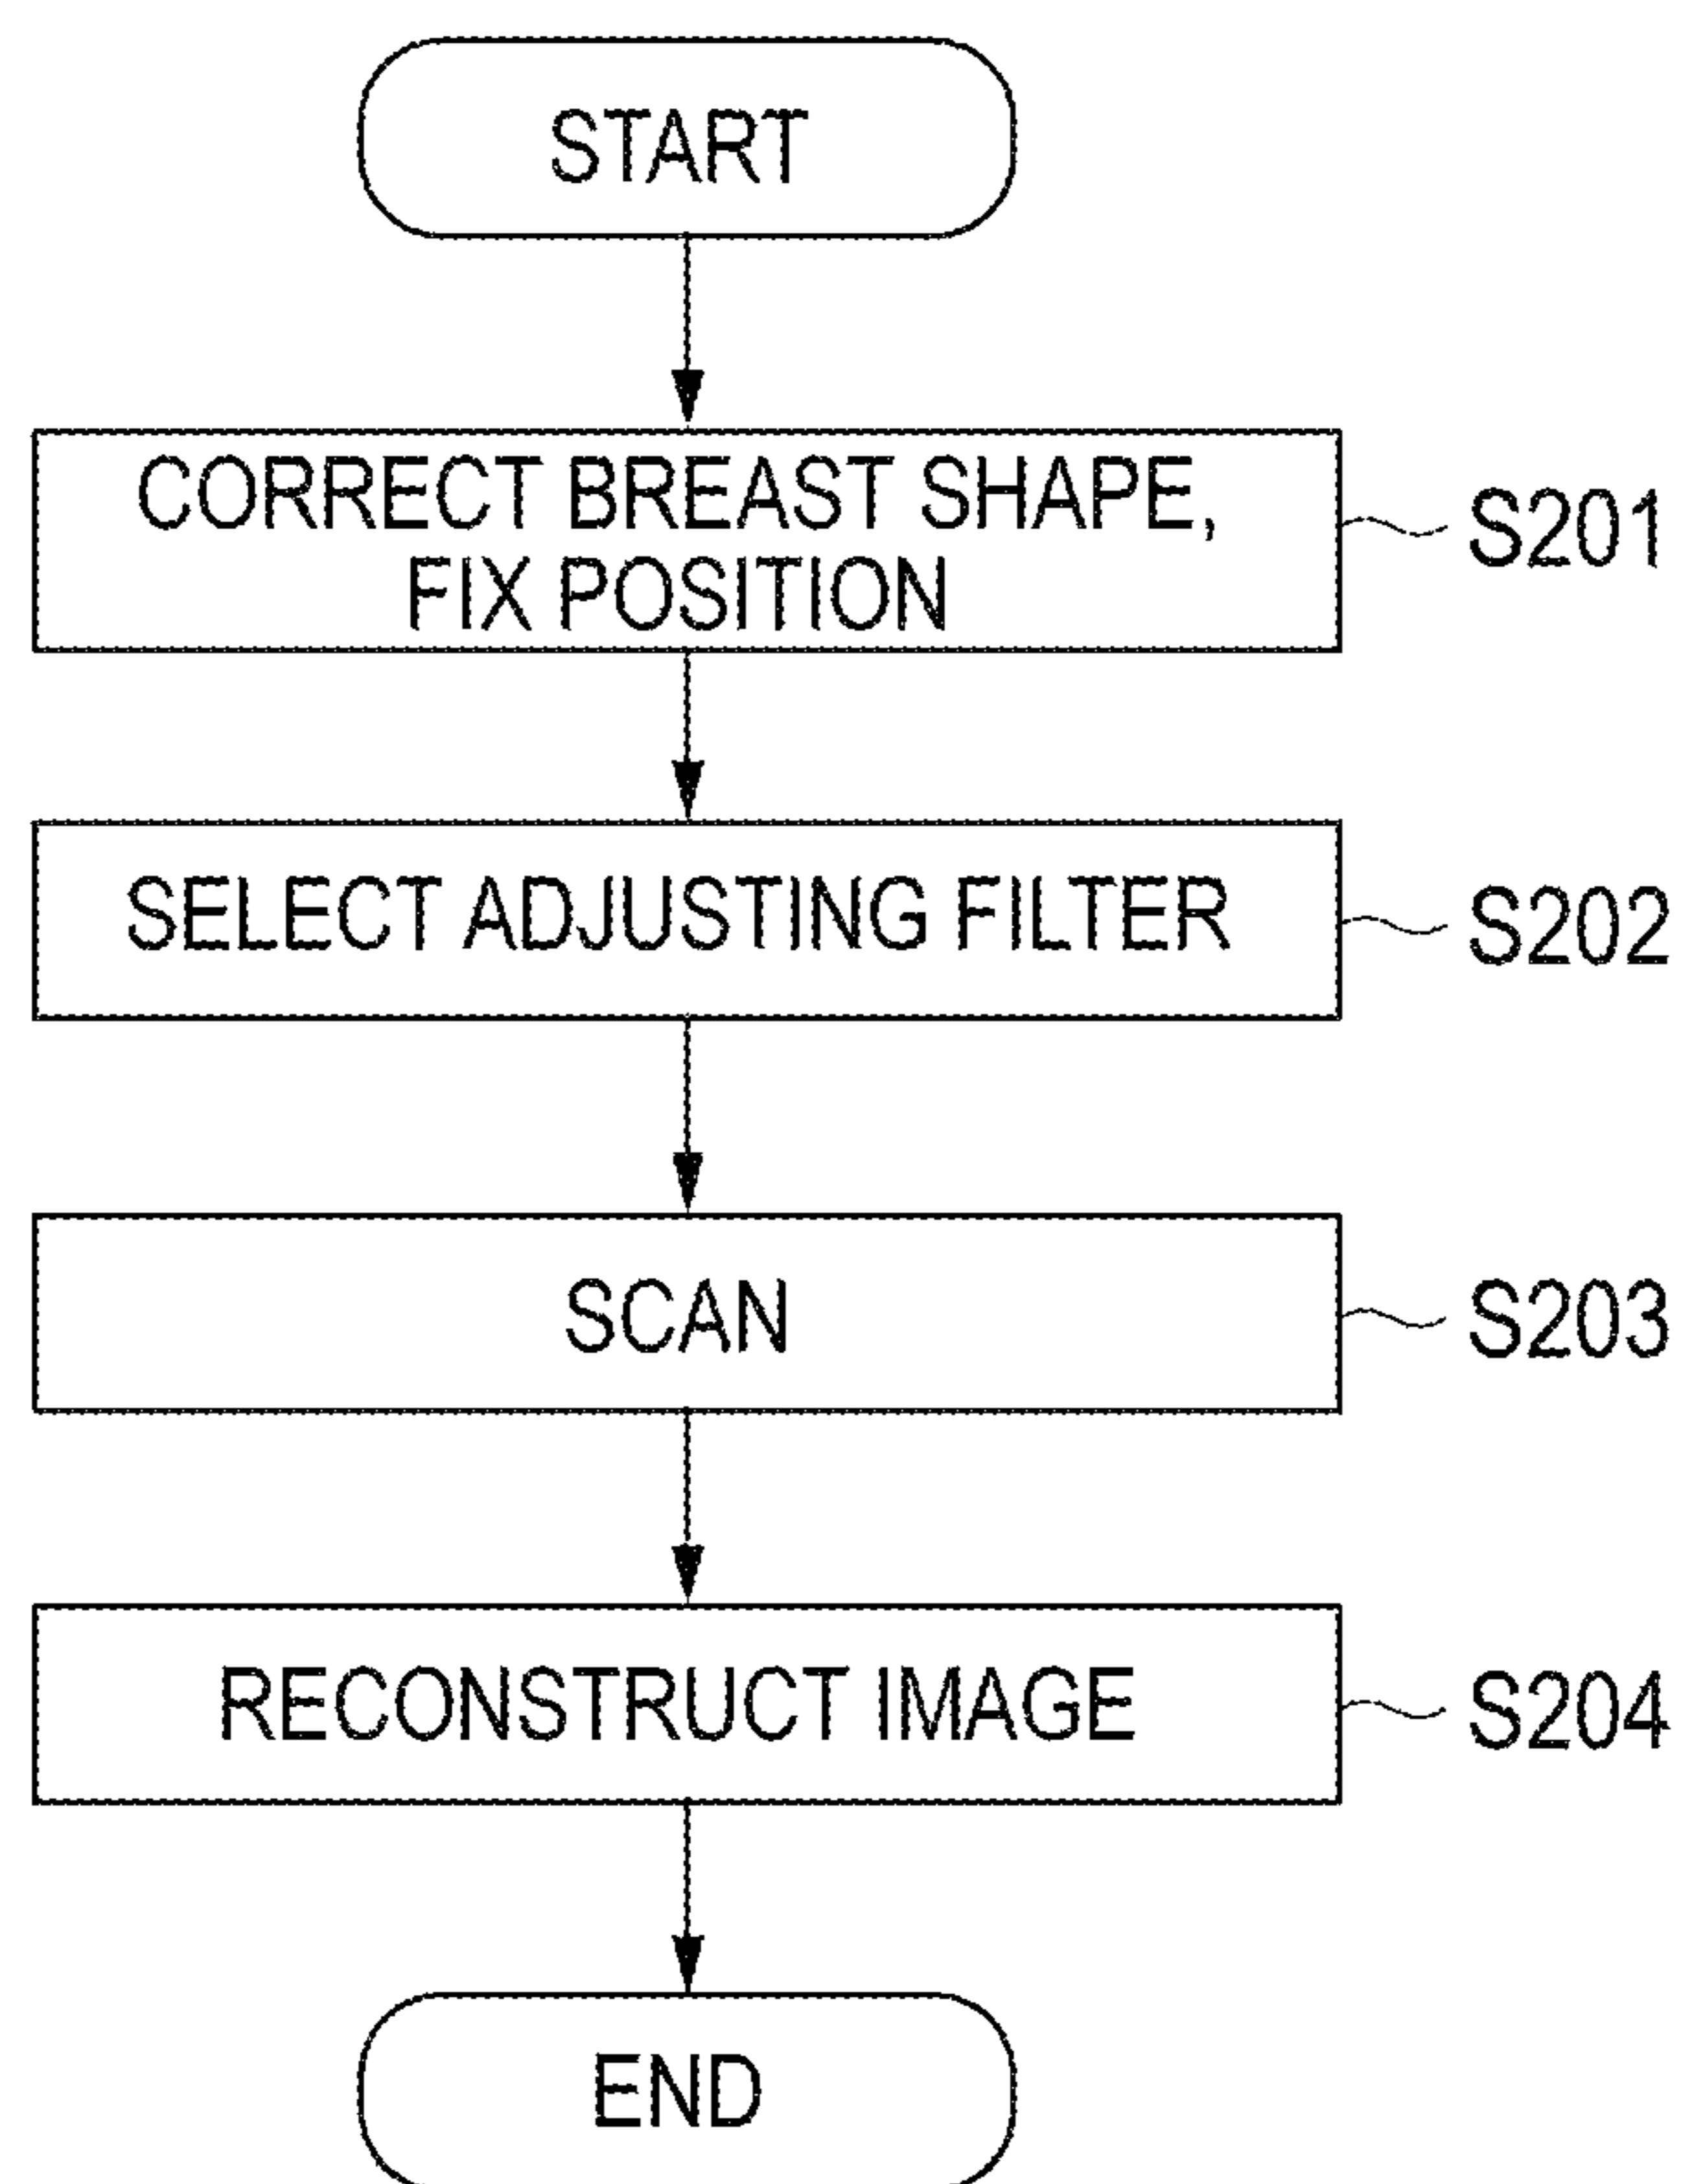 START
CORRECT BREAST SHAPE,
FIX POSITION
S201
SELECT ADJUSTING FILTER
S202
SCAN
S203
RECONSTRUCT IMAGE
S204
END